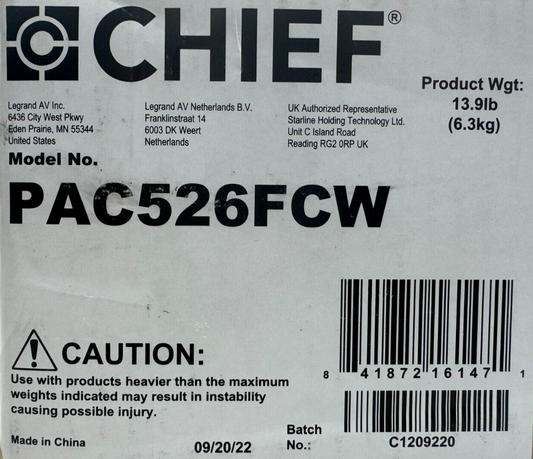 CHIEF®
Product Wgt:
13.9lb
(6.3kg)
Legrand AV Inc.
6436 City West Pkwy
Eden Prairie, MN 55344
United States
Legrand AV Netherlands B.V.
Franklinstraat 14
6003 DK Weert
Netherlands
UK Authorized Representative
Starline Holding Technology Ltd.
Unit C Island Road
Reading RG2 0RP UK
Model No.
PAC526FCW
CAUTION:
Use with products heavier than the maximum
weights indicated may result in instability
causing possible injury.
8 41872 16147 1
Made in China
09/20/22
Batch
No.:
C1209220